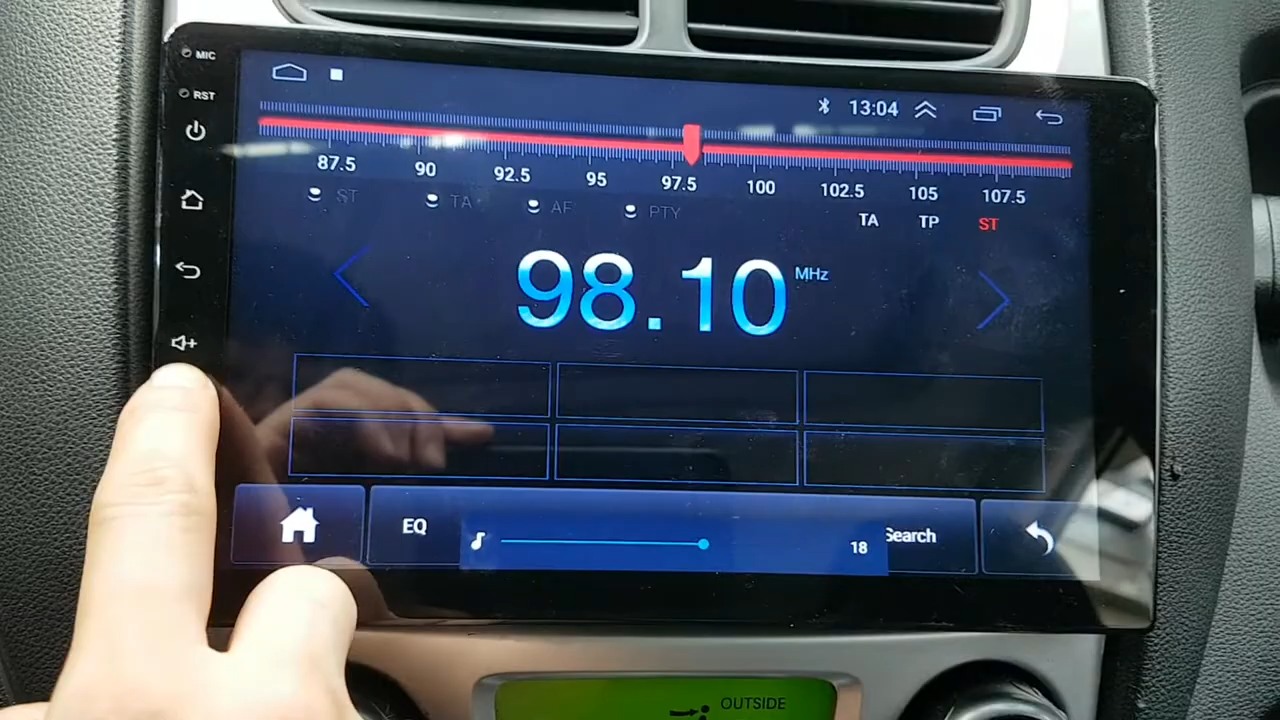 MIC
RST
13:04
87.5 90 92.5 95 97.5 100 102.5 105 107.5
ST TA AF PTY
TA TP ST
98.10 MHz
EQ
18
Search
OUTSIDE